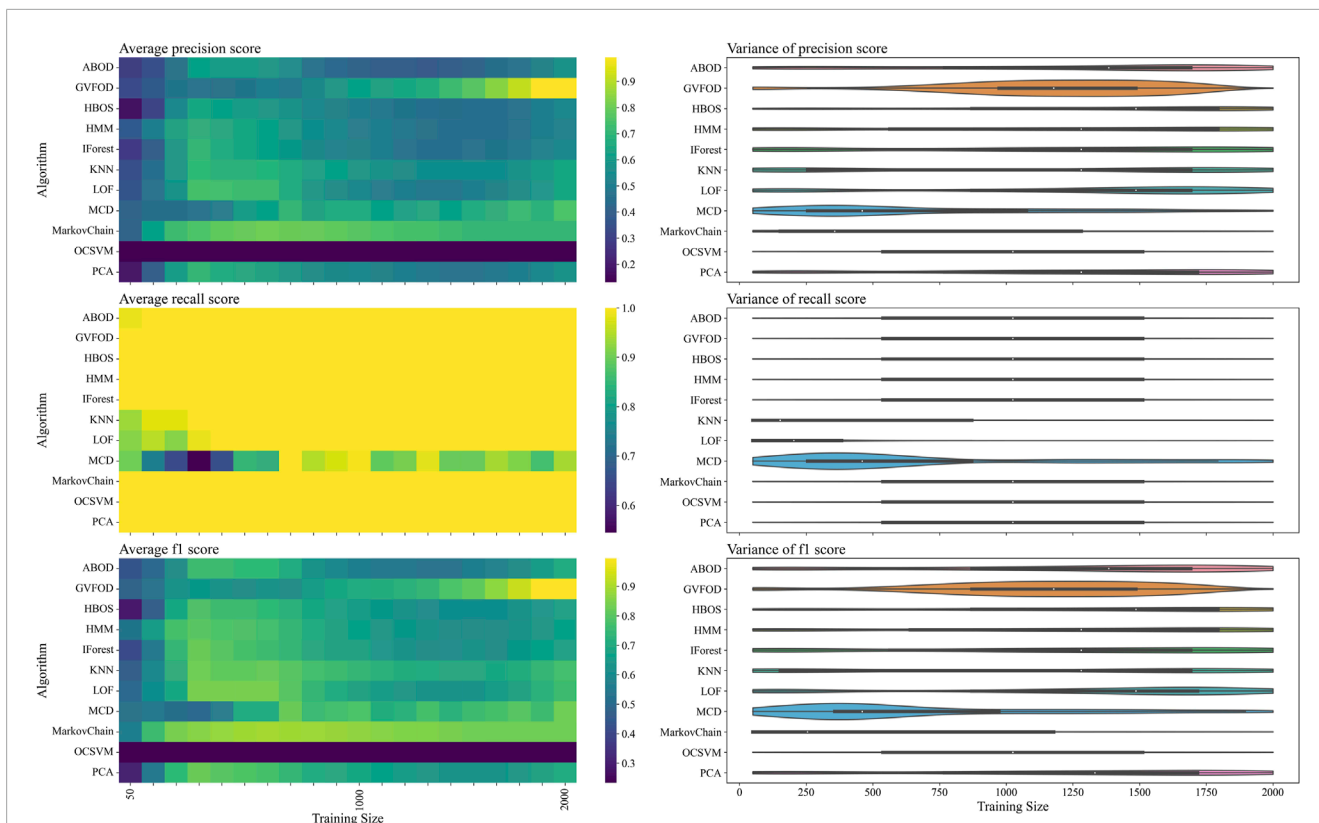 Average precision score
Algorithm
ABOD
GVFOD
HBOS
HMM
IForest
KNN
LOF
MCD
MarkovChain
OCSVM
PCA
0.9
0.8
0.7
0.6
0.5
0.4
0.3
0.2
Variance of precision score
ABOD
GVFOD
HBOS
HMM
IForest
KNN
LOF
MCD
MarkovChain
OCSVM
PCA
Average recall score
Algorithm
ABOD
GVFOD
HBOS
HMM
IForest
KNN
LOF
MCD
MarkovChain
OCSVM
PCA
1.0
0.9
0.8
0.7
0.6
Variance of recall score
ABOD
GVFOD
HBOS
HMM
IForest
KNN
LOF
MCD
MarkovChain
OCSVM
PCA
Average f1 score
Algorithm
ABOD
GVFOD
HBOS
HMM
IForest
KNN
LOF
MCD
MarkovChain
OCSVM
PCA
50
1000
2000
Training Size
0.9
0.8
0.7
0.6
0.5
0.4
0.3
Variance of f1 score
ABOD
GVFOD
HBOS
HMM
IForest
KNN
LOF
MCD
MarkovChain
OCSVM
PCA
0 250 500 750 1000 1250 1500 1750 2000
Training Size